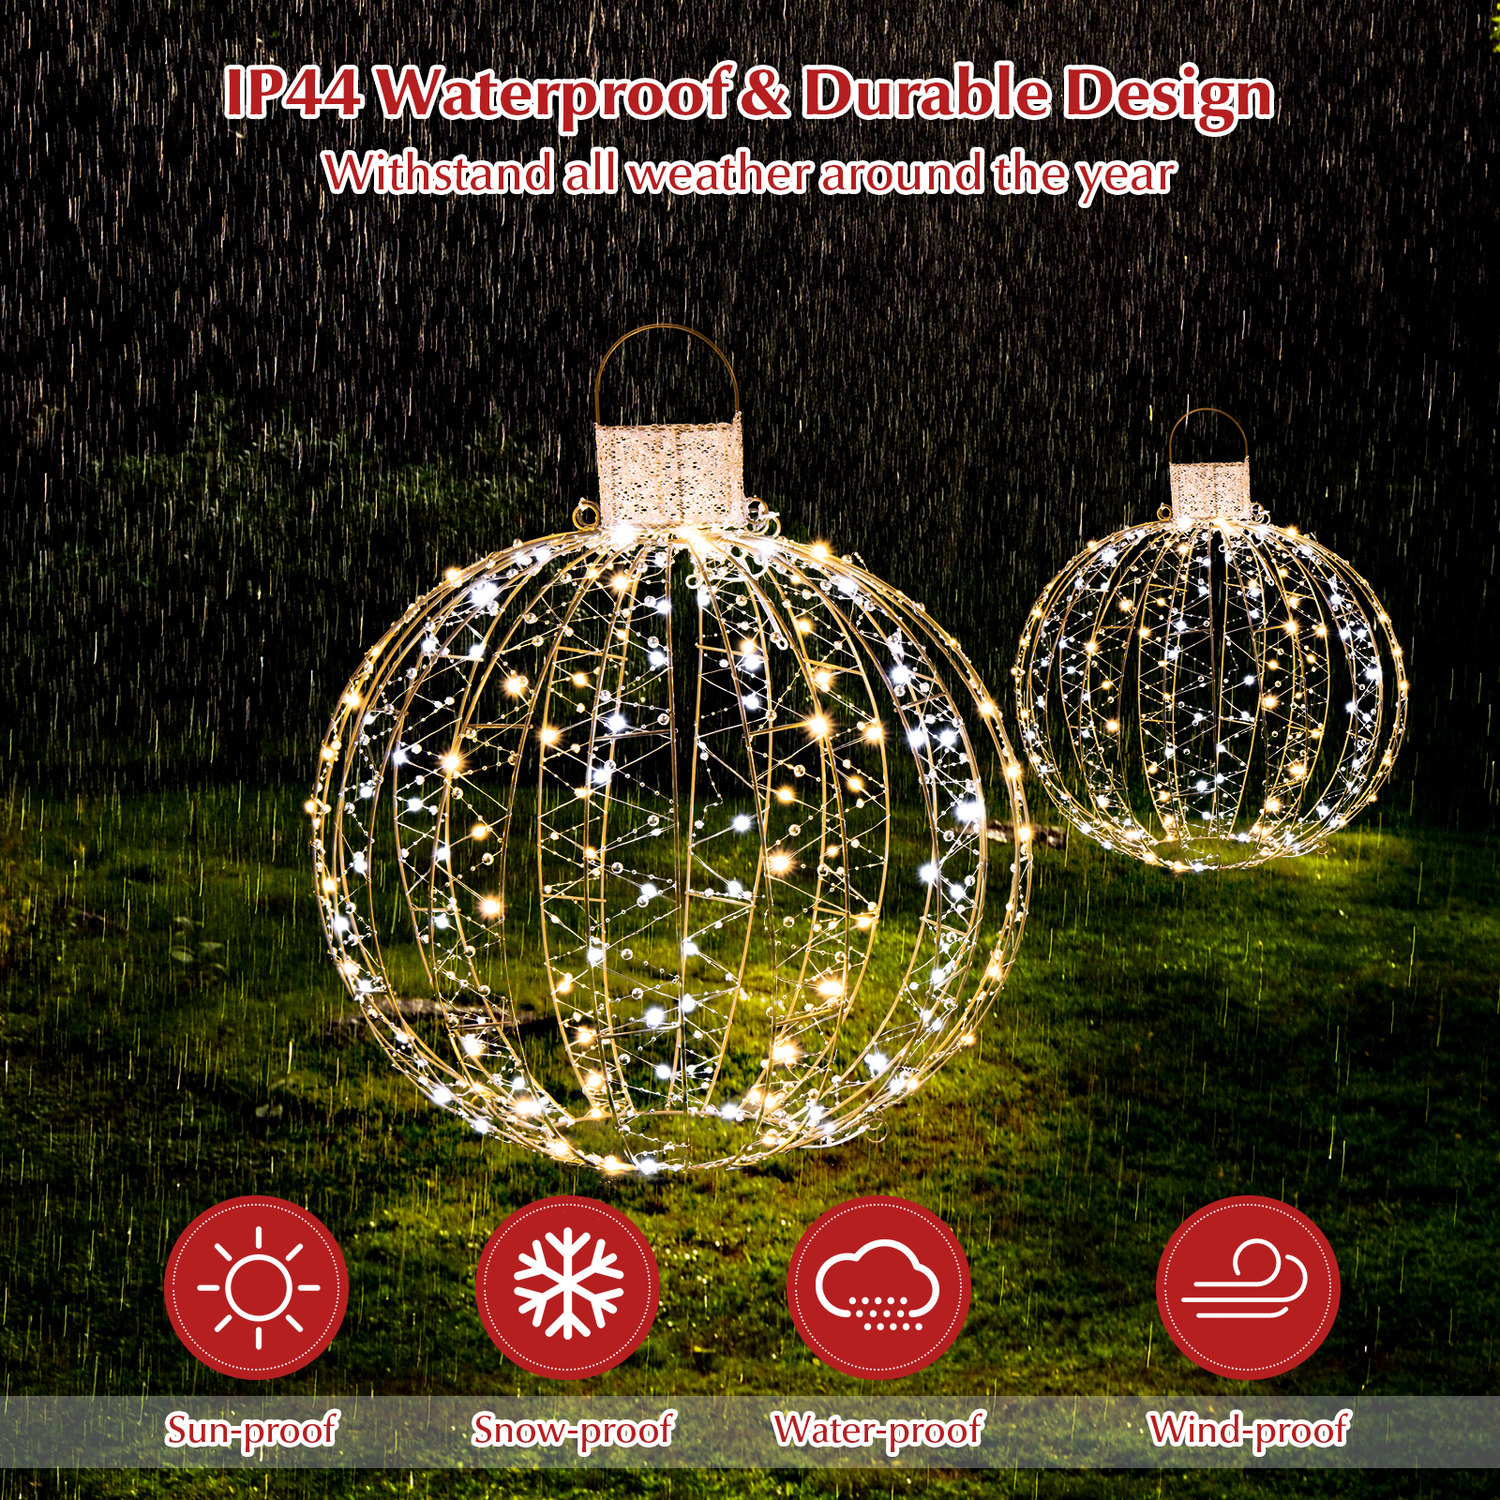 IP44 Waterproof & Durable Design
Withstand all weather around the year
Sun-proof
Snow-proof
Water-proof
Wind-proof